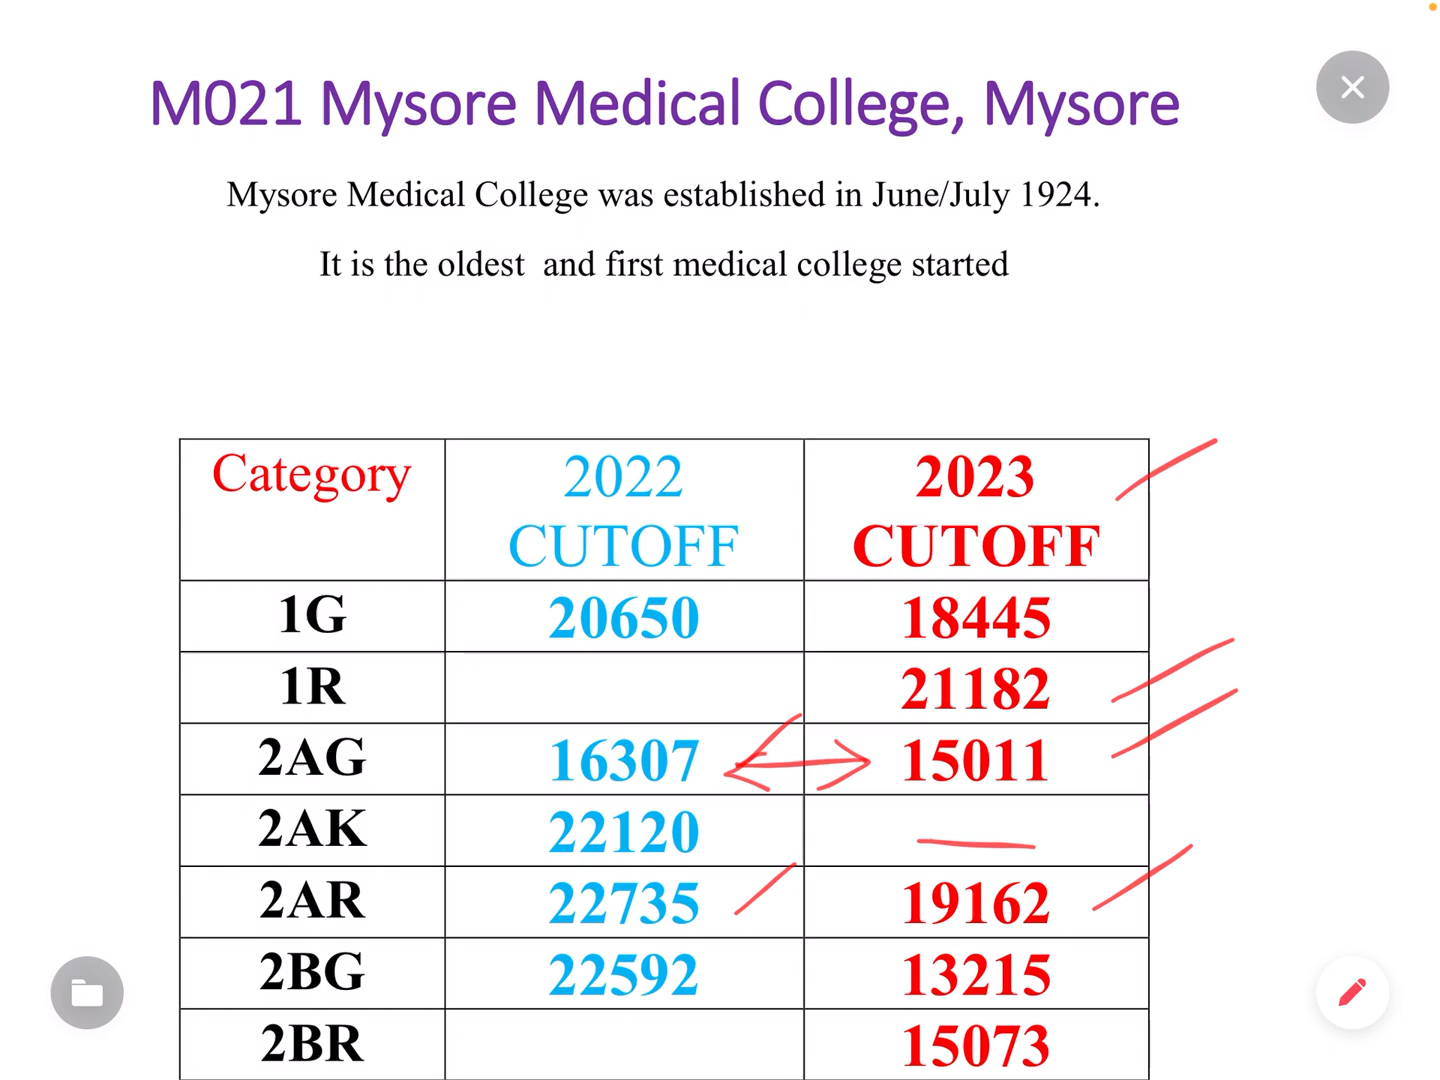 M021 Mysore Medical College, Mysore
Mysore Medical College was established in June/July 1924.
It is the oldest and first medical college started
Category 2022 CUTOFF 2023 CUTOFF
1G 20650 18445
1R 21182
2AG 16307 15011
2AK 22120
2AR 22735 19162
2BG 22592 13215
2BR 15073